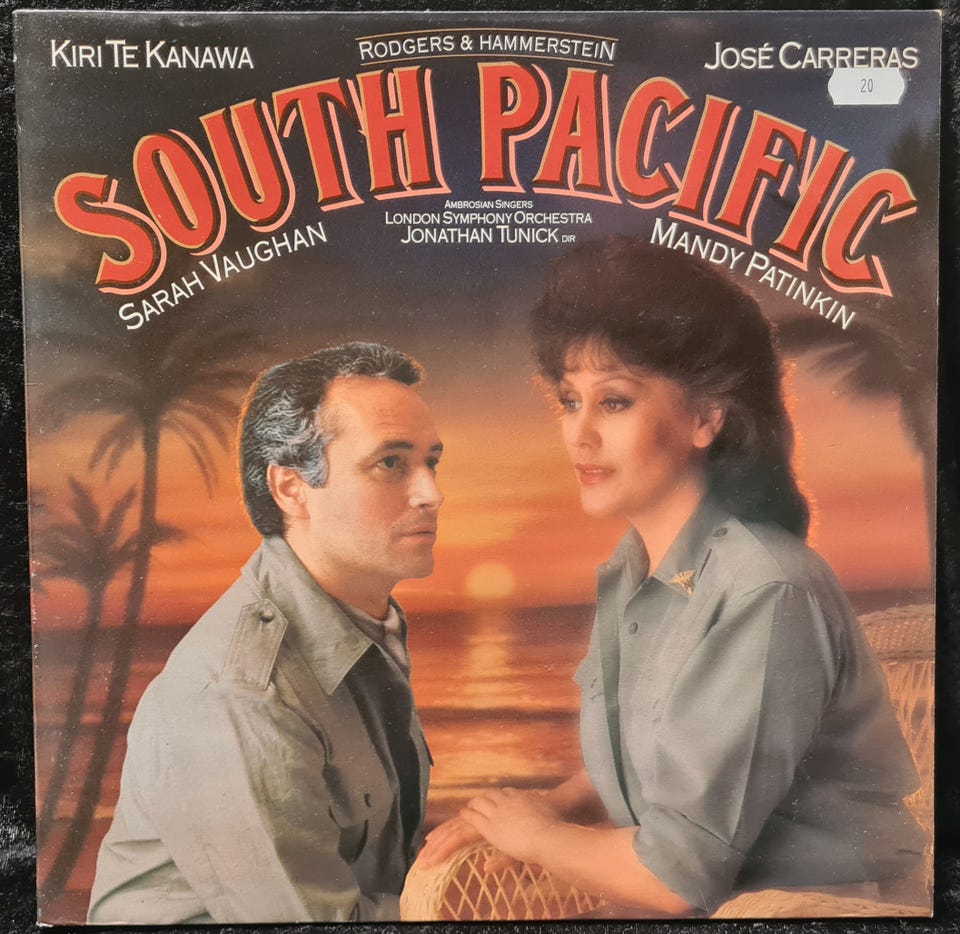 KIRI TE KANAWA
RODGERS & HAMMERSTEIN
JOSÉ CARRERAS
20
SOUTH PACIFIC
AMBROSIAN SINGERS
LONDON SYMPHONY ORCHESTRA
JONATHAN TUNICK DIR
SARAH VAUGHAN
MANDY PATINKIN